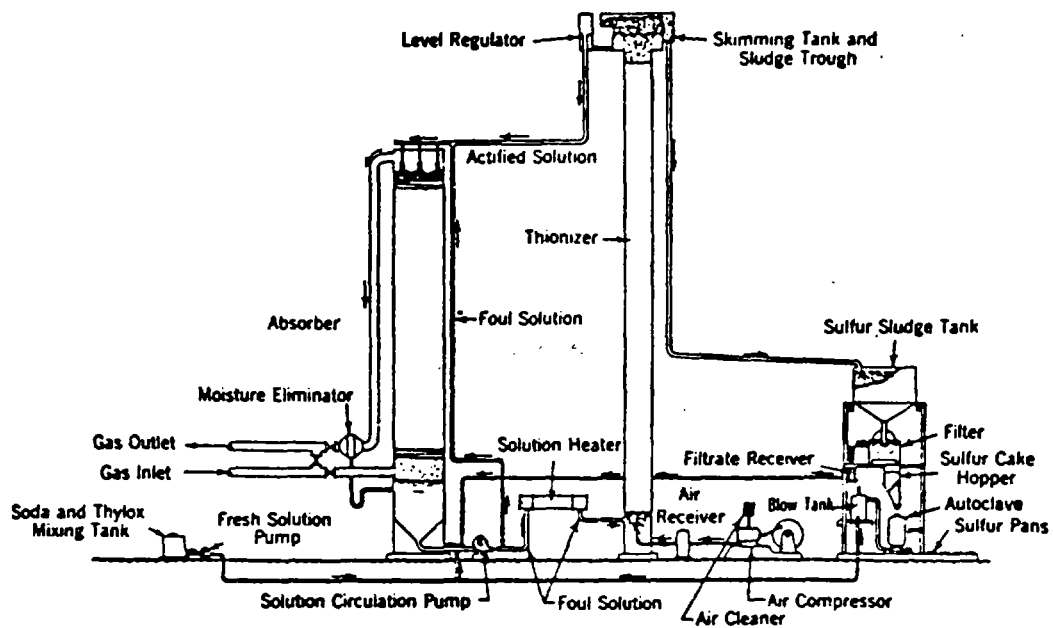 Level Regulator
Skimming Tank and
Sludge Trough
Actified Solution
Thionizer
Absorber
Foul Solution
Sulfur Sludge Tank
Moisture Eliminator
Gas Outlet
Solution Heater
Filter
Gas Inlet
Filtrate Receiver
Sulfur Cake
Hopper
Air
Receiver
Blow Tank
Autoclave
Soda and Thylox
Mixing Tank
Fresh Solution
Pump
Sulfur Pans
Solution Circulation Pump
Foul Solution
Air Compressor
Air Cleaner